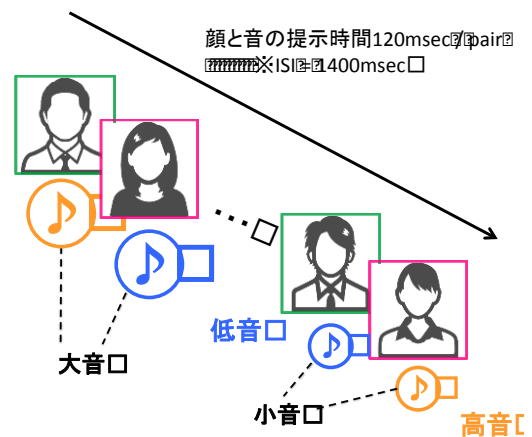 顔と音の提示時間120msec / pair
※ISI = 1400msec
低音
大音
小音
高音